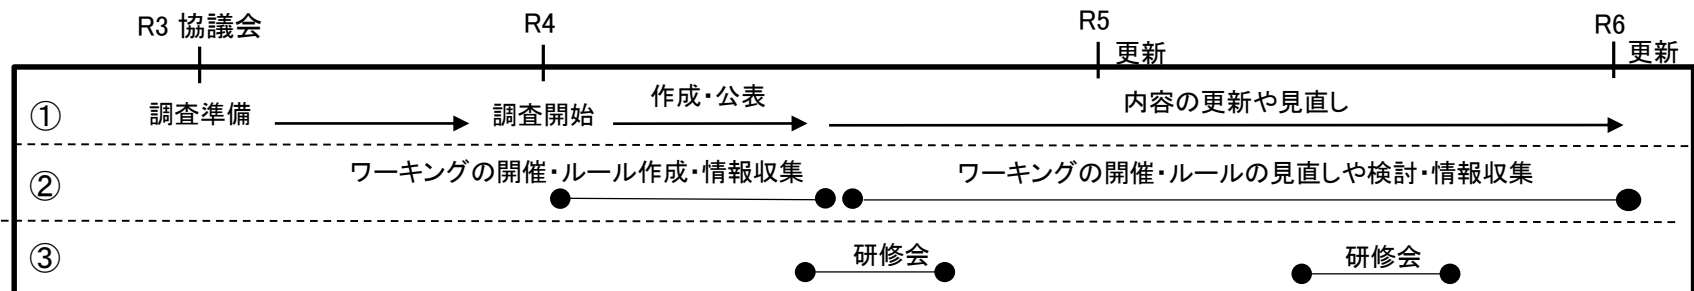 R3 協議会
R4
R5
更新
R6
更新
①
調査準備
調査開始
作成・公表
内容の更新や見直し
②
ワーキングの開催・ルール作成・情報収集
ワーキングの開催・ルールの見直しや検討・情報収集
③
研修会
研修会